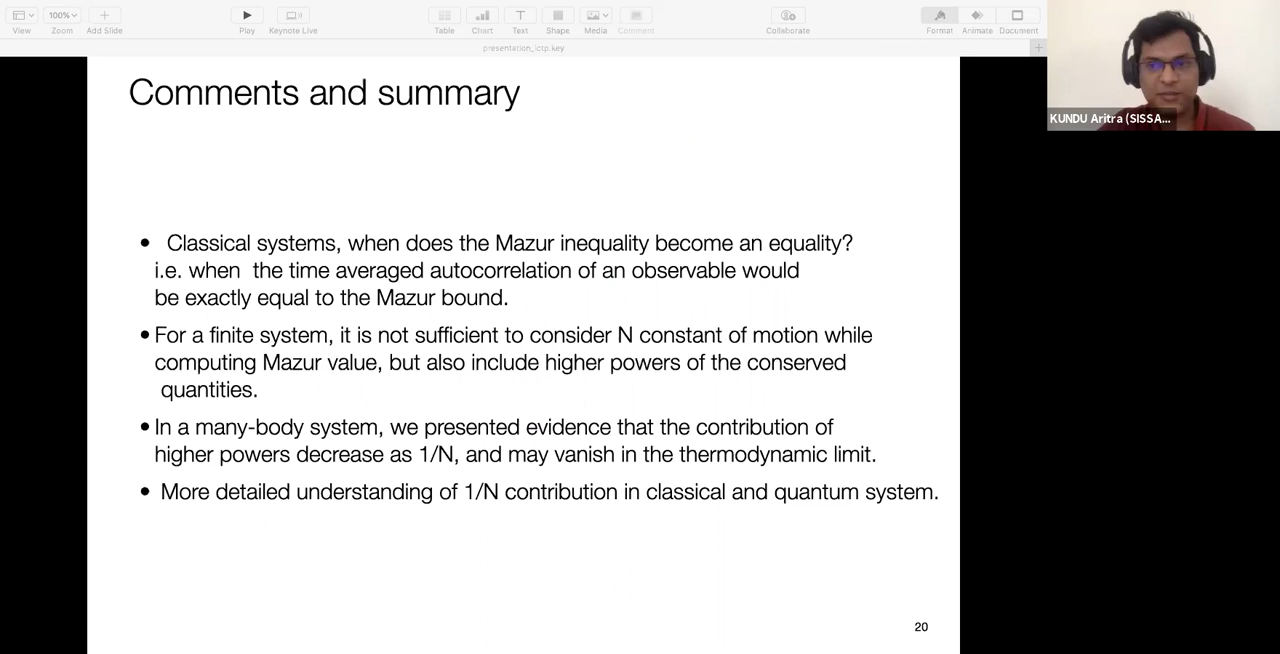 View
100%
Zoom
Add Slide
Play
Keynote Live
Table
Chart
Text
Shape
Media
Comment
Collaborate
Format
Animate
Document
presentation_ictp.key
KUNDU Aritra (SISSA...
Comments and summary
• Classical systems, when does the Mazur inequality become an equality?
i.e. when the time averaged autocorrelation of an observable would
be exactly equal to the Mazur bound.
• For a finite system, it is not sufficient to consider N constant of motion while
computing Mazur value, but also include higher powers of the conserved
quantities.
• In a many-body system, we presented evidence that the contribution of
higher powers decrease as 1/N, and may vanish in the thermodynamic limit.
• More detailed understanding of 1/N contribution in classical and quantum system.
20